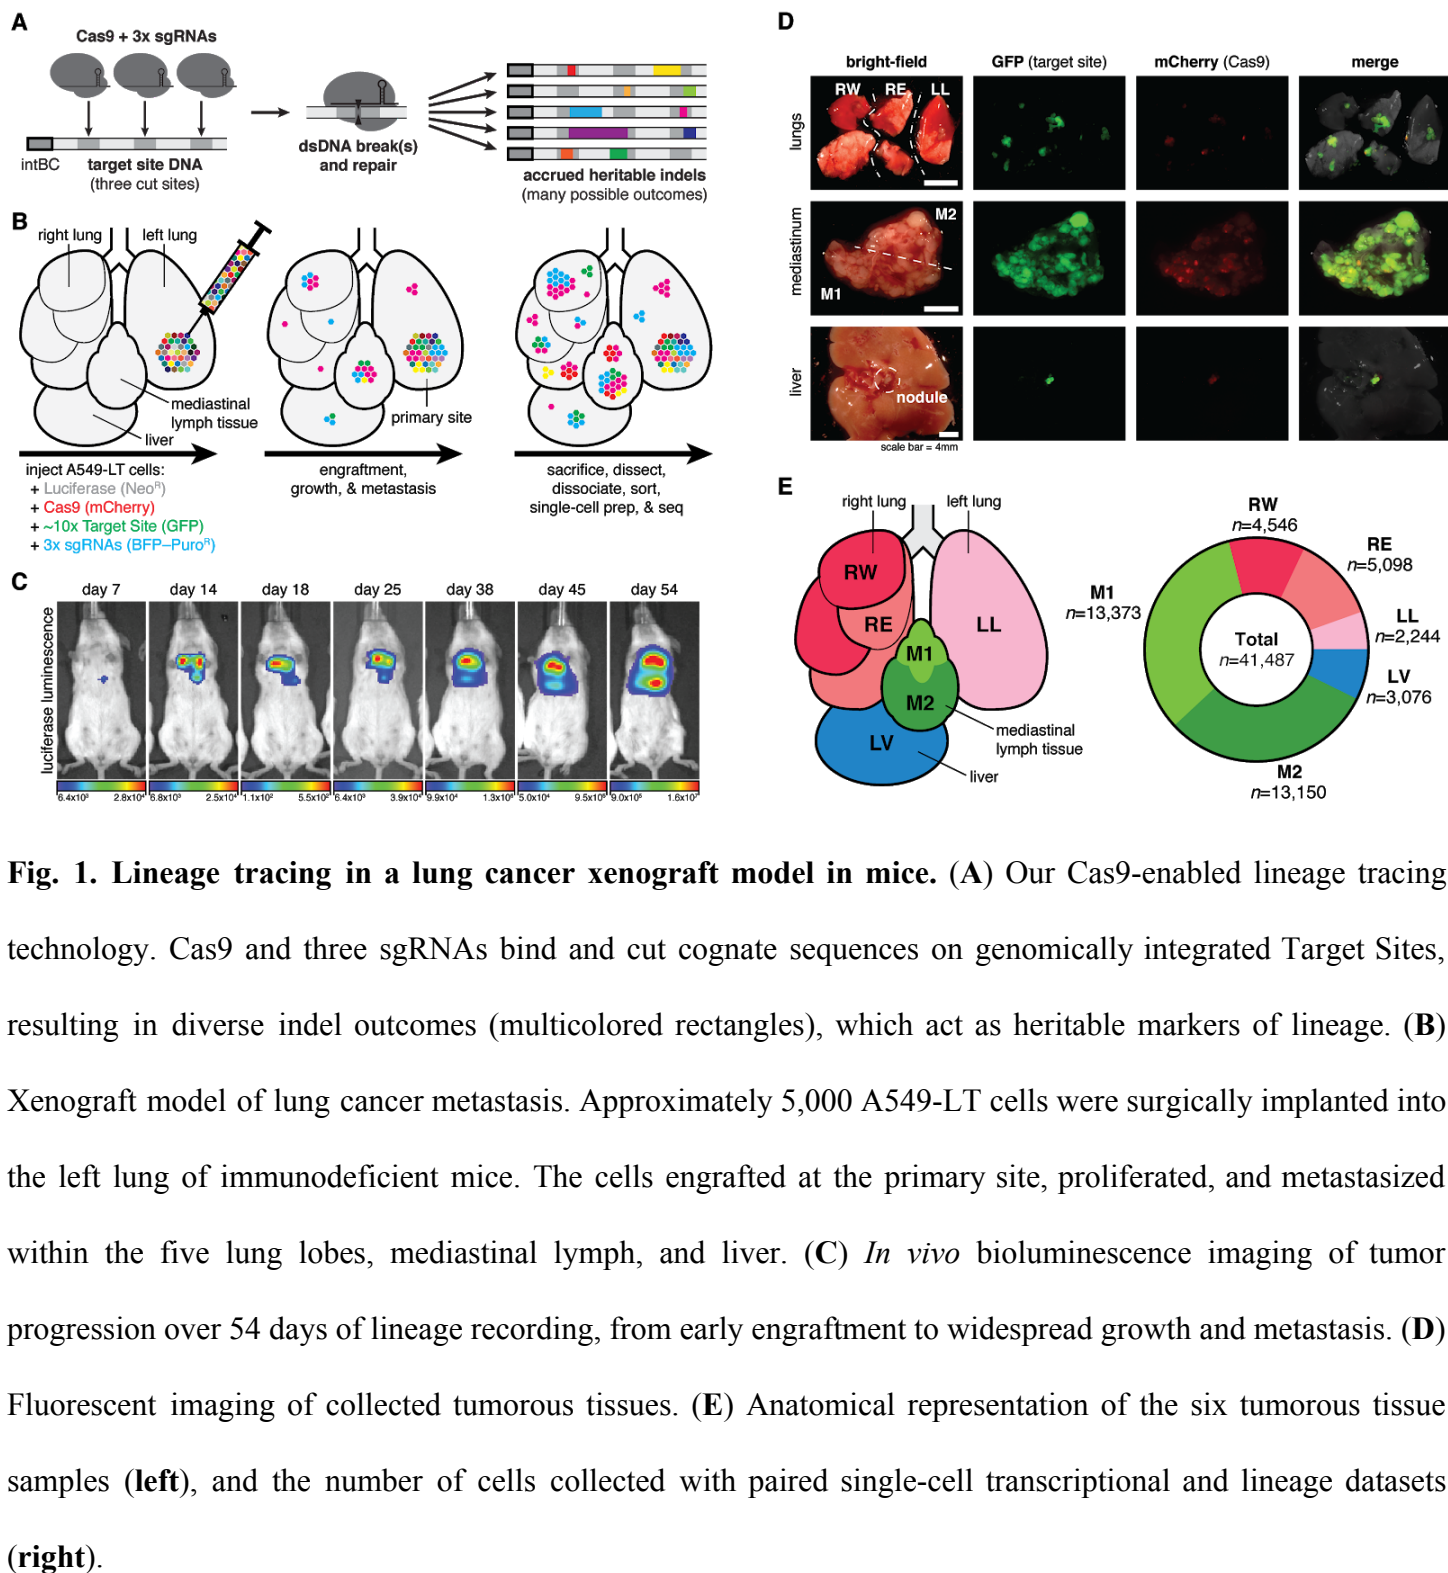 A
Cas9 + 3x sgRNAs
intBC
target site DNA
(three cut sites)
dsDNA break(s)
and repair
accrued heritable indels
(many possible outcomes)
B
right lung
left lung
mediastinal
lymph tissue
liver
primary site
inject A549-LT cells:
+ Luciferase (Neoᴿ)
+ Cas9 (mCherry)
+ ~10x Target Site (GFP)
+ 3x sgRNAs (BFP–Puroᴿ)
engraftment,
growth, & metastasis
sacrifice, dissect,
dissociate, sort,
single-cell prep, & seq
C
luciferase luminescence
day 7
day 14
day 18
day 25
day 38
day 45
day 54
D
bright-field
GFP (target site)
mCherry (Cas9)
merge
lungs
RW
RE
LL
mediastinum
M2
M1
liver
nodule
scale bar = 4mm
E
right lung
left lung
RW
RE
LL
M1
M2
LV
mediastinal
lymph tissue
liver
RW
n=4,546
RE
n=5,098
LL
n=2,244
LV
n=3,076
M2
n=13,150
M1
n=13,373
Total
n=41,487
Fig. 1. Lineage tracing in a lung cancer xenograft model in mice. (A) Our Cas9-enabled lineage tracing
technology. Cas9 and three sgRNAs bind and cut cognate sequences on genomically integrated Target Sites,
resulting in diverse indel outcomes (multicolored rectangles), which act as heritable markers of lineage. (B)
Xenograft model of lung cancer metastasis. Approximately 5,000 A549-LT cells were surgically implanted into
the left lung of immunodeficient mice. The cells engrafted at the primary site, proliferated, and metastasized
within the five lung lobes, mediastinal lymph, and liver. (C) In vivo bioluminescence imaging of tumor
progression over 54 days of lineage recording, from early engraftment to widespread growth and metastasis. (D)
Fluorescent imaging of collected tumorous tissues. (E) Anatomical representation of the six tumorous tissue
samples (left), and the number of cells collected with paired single-cell transcriptional and lineage datasets
(right).